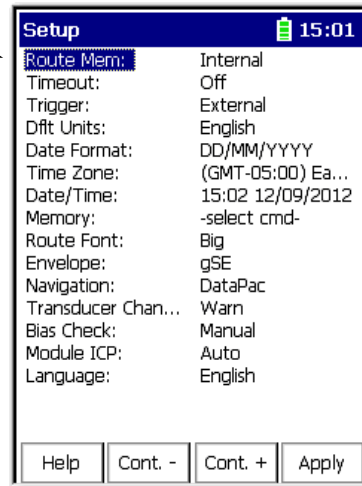 Setup 15:01
Route Mem: Internal
Timeout: Off
Trigger: External
Dflt Units: English
Date Format: DD/MM/YYYY
Time Zone: (GMT-05:00) Ea...
Date/Time: 15:02 12/09/2012
Memory: -select cmd-
Route Font: Big
Envelope: gSE
Navigation: DataPac
Transducer Chan... Warn
Bias Check: Manual
Module ICP: Auto
Language: English
Help Cont. - Cont. + Apply